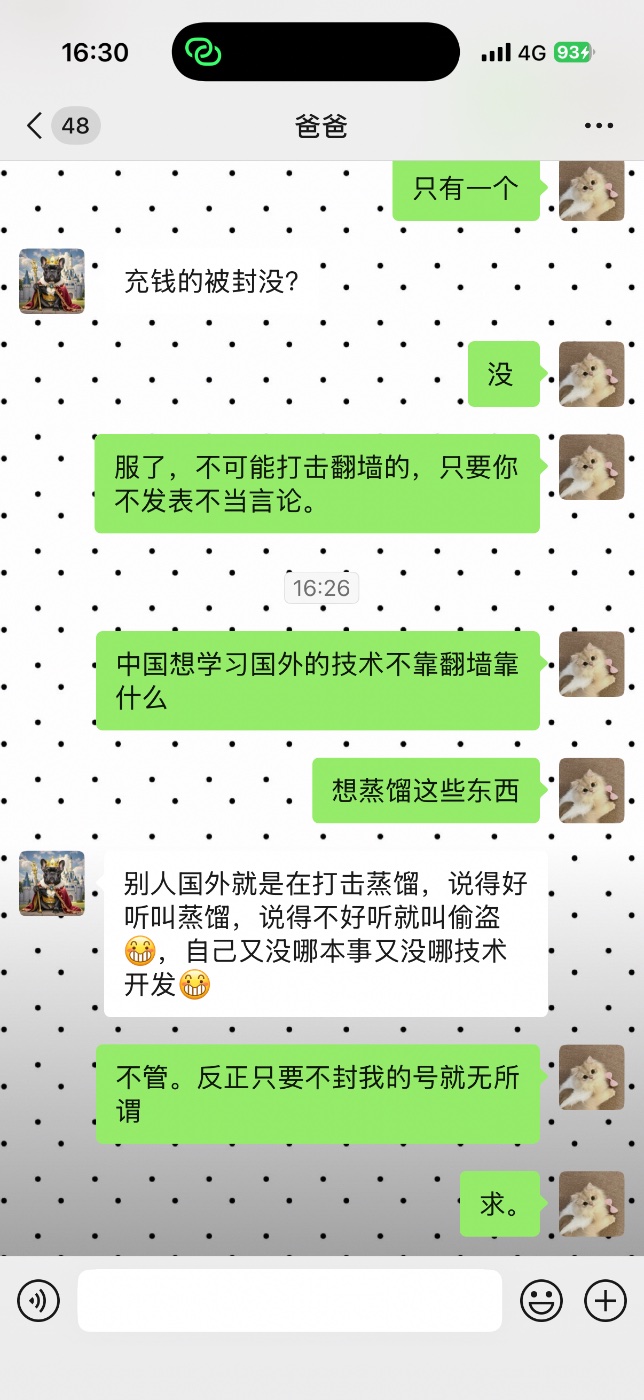 16:30
4G
93
48
爸爸
只有一个
充钱的被封没？
没
服了，不可能打击翻墙的，只要你
不发表不当言论。
16:26
中国想学习国外的技术不靠翻墙靠
什么
想蒸馏这些东西
别人国外就是在打击蒸馏，说得好
听叫蒸馏，说得不好听就叫偷盗
😁，自己又没哪本事又没哪技术
开发😁
不管。反正只要不封我的号就无所
谓
求。